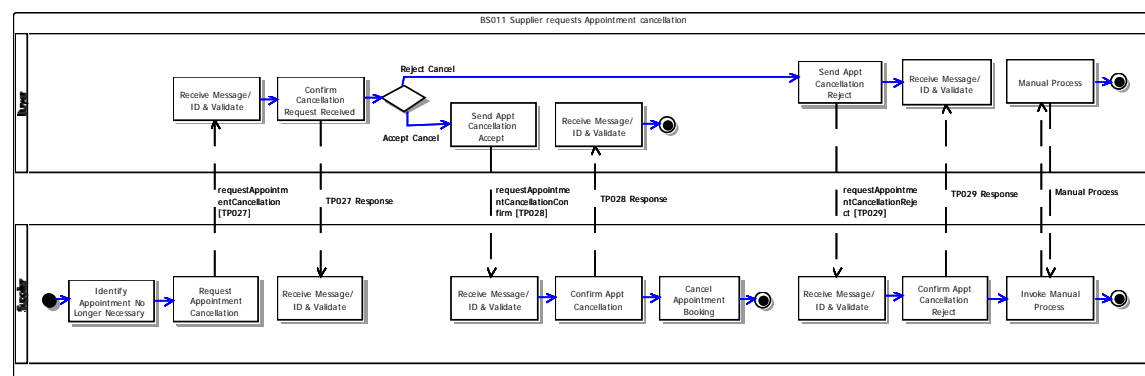 BS011 Supplier requests Appointment cancellation
Buyer
Receive Message/
ID & Validate
Confirm
Cancellation
Request Received
Reject Cancel
Accept Cancel
Send Appt
Cancellation
Accept
Receive Message/
ID & Validate
Send Appt
Cancellation
Reject
Receive Message/
ID & Validate
Manual Process
requestAppointm
entCancellation
[TP027]
TP027 Response
requestAppointme
ntCancellationCon
firm [TP028]
TP028 Response
requestAppointme
ntCancellationReje
ct [TP029]
TP029 Response
Manual Process
Supplier
Identify
Appointment No
Longer Necessary
Request
Appointment
Cancellation
Receive Message/
ID & Validate
Receive Message/
ID & Validate
Confirm Appt
Cancellation
Cancel
Appointment
Booking
Receive Message/
ID & Validate
Confirm Appt
Cancellation
Reject
Invoke Manual
Process